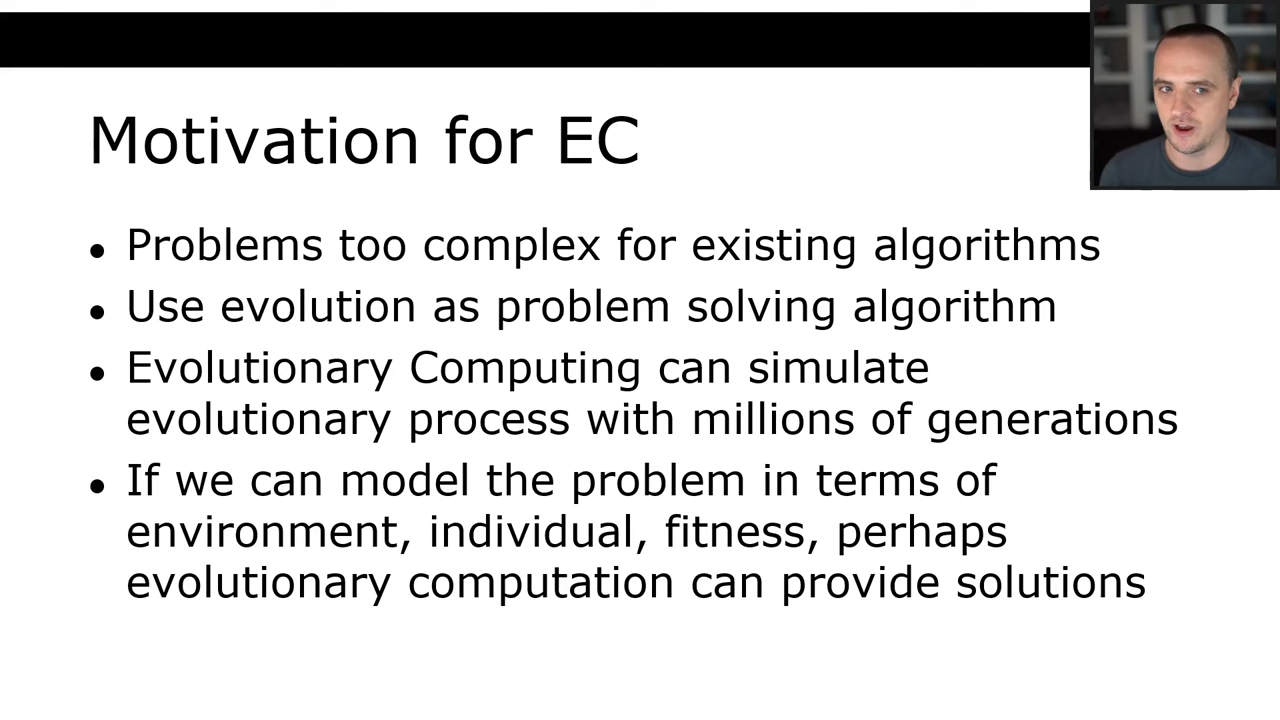 Motivation for EC
• Problems too complex for existing algorithms
• Use evolution as problem solving algorithm
• Evolutionary Computing can simulate
evolutionary process with millions of generations
• If we can model the problem in terms of
environment, individual, fitness, perhaps
evolutionary computation can provide solutions